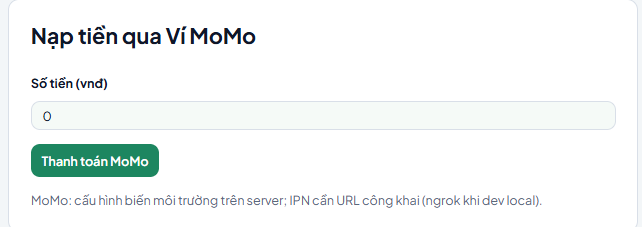 Nạp tiền qua Ví MoMo
Số tiền (vnđ)
0
Thanh toán MoMo
MoMo: cấu hình biến môi trường trên server; IPN cần URL công khai (ngrok khi dev local).